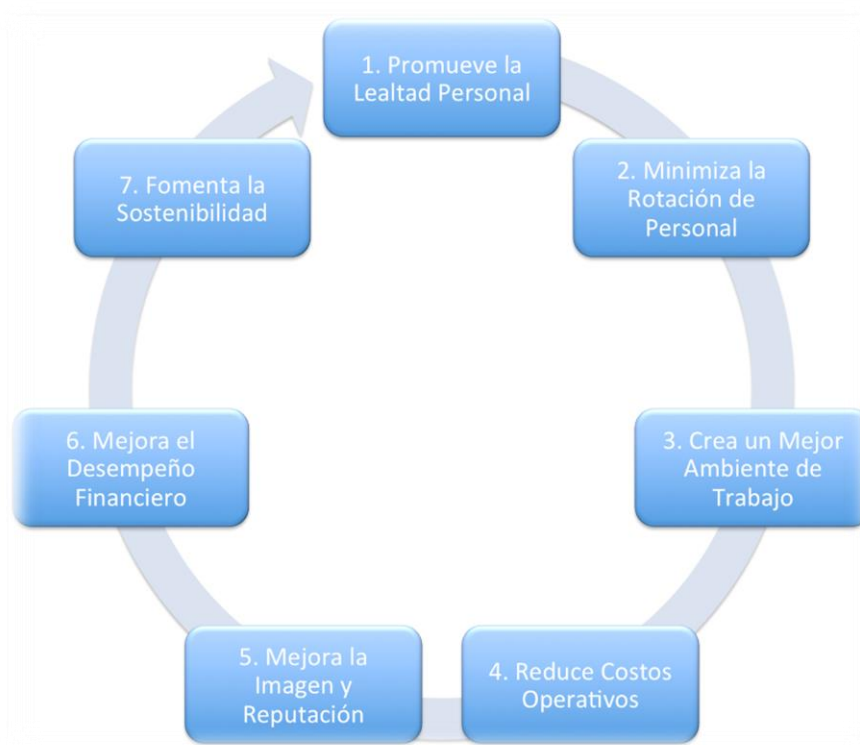 1. Promueve la
Lealtad Personal
2. Minimiza la
Rotación de
Personal
3. Crea un Mejor
Ambiente de
Trabajo
4. Reduce Costos
Operativos
5. Mejora la
Imagen y
Reputación
6. Mejora el
Desempeño
Financiero
7. Fomenta la
Sostenibilidad